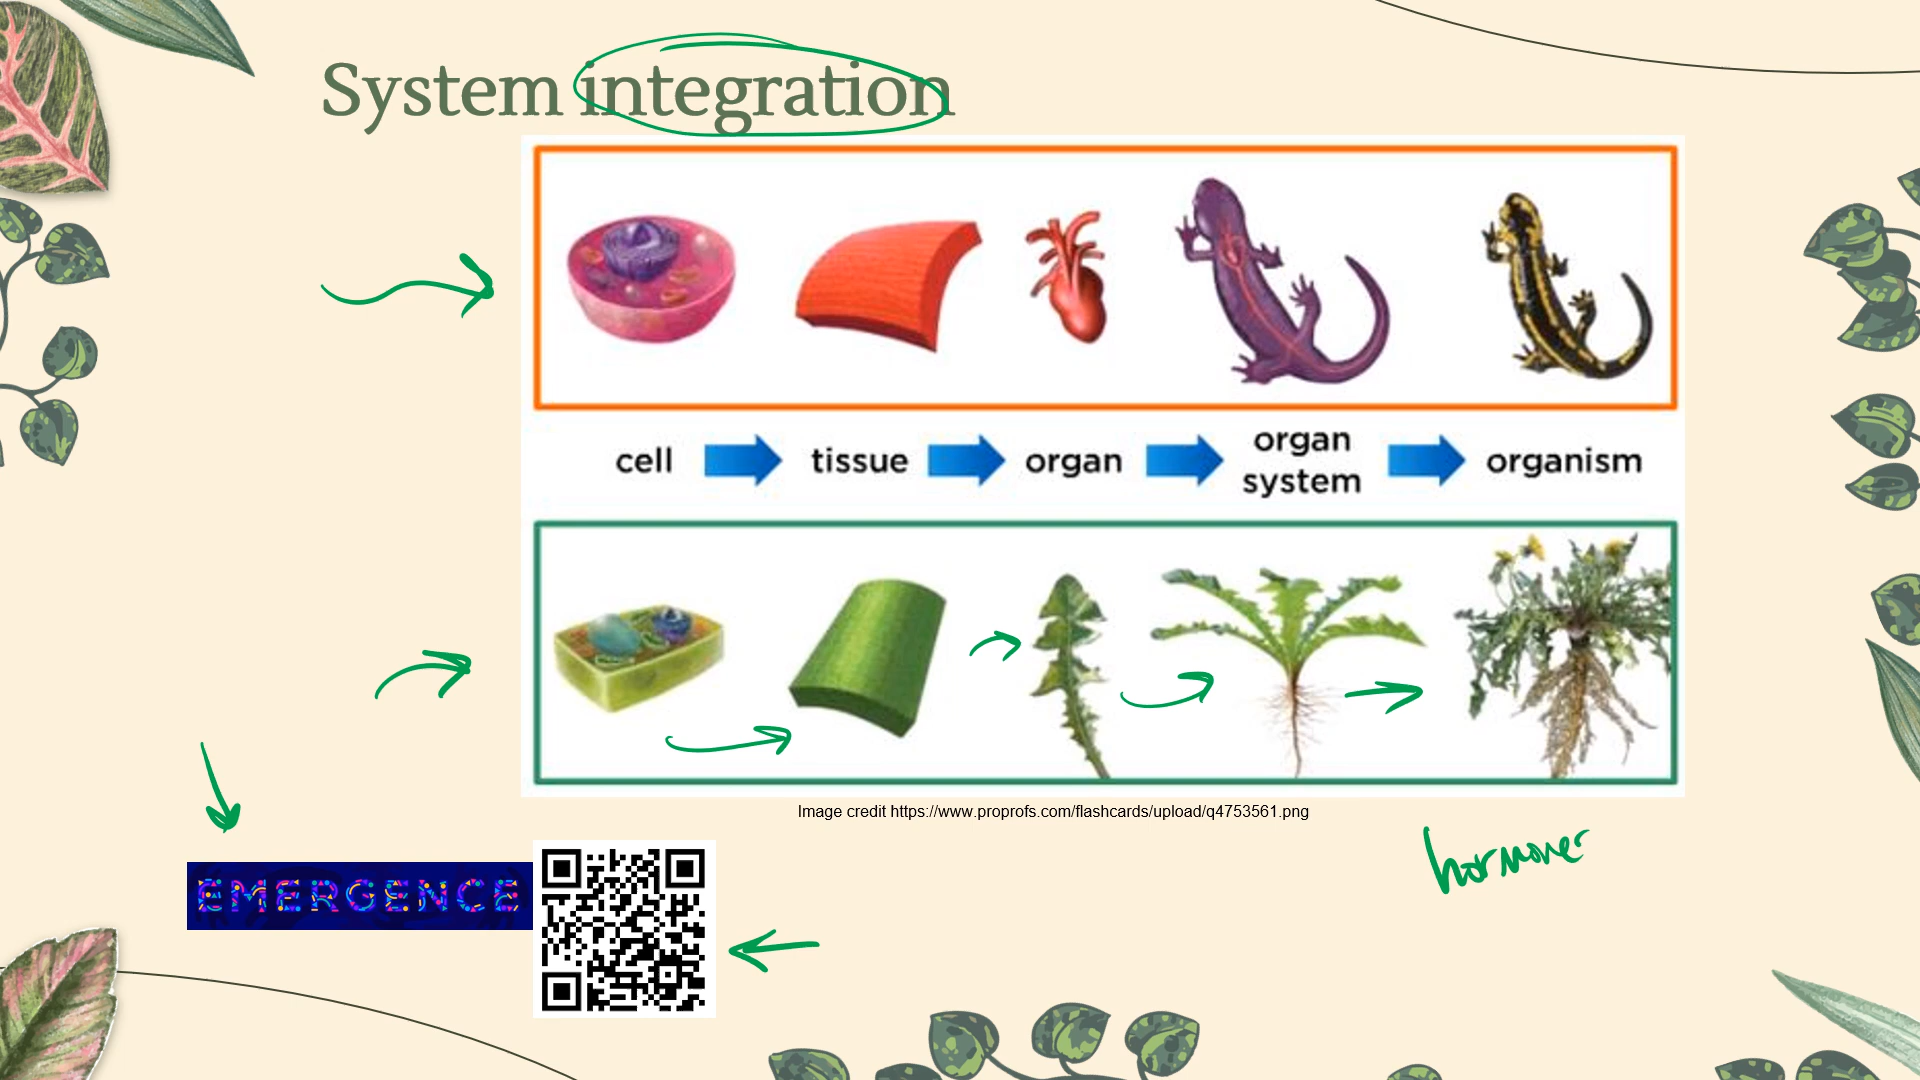 System integration
cell tissue organ organ system organism
Image credit https://www.proprofs.com/flashcards/upload/q4753561.png
hormones
EMERGENCE